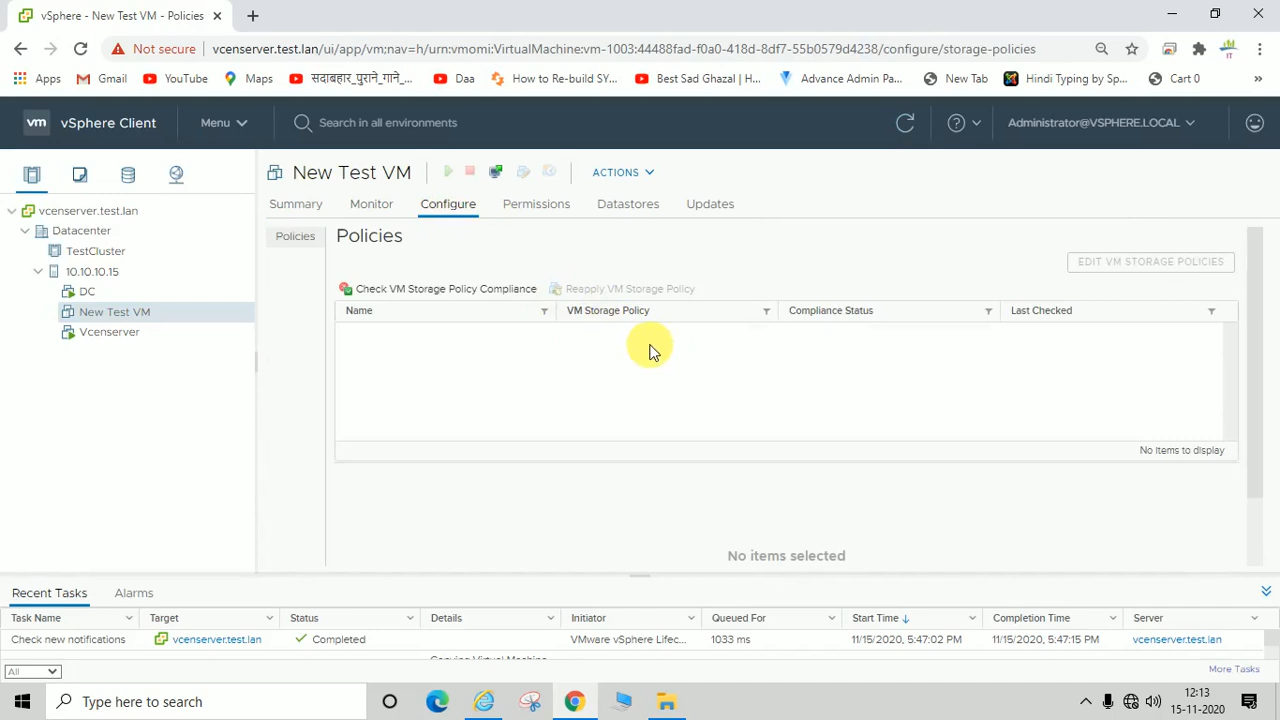 vSphere - New Test VM - Policies
Not secure
vcenserver.test.lan/ui/app/vm;nav=h/urn:vmomi:VirtualMachine:vm-1003:44488fad-f0a0-418d-8df7-55b0579d4238/configure/storage-policies
IT
Apps Gmail YouTube Maps सदाबहार_पुराने_गाने_... Daa How to Re-build SY... Best Sad Ghazal | H... Advance Admin Pa... New Tab Hindi Typing by Sp... Cart 0 »
vm vSphere Client Menu Search in all environments Administrator@VSPHERE.LOCAL
New Test VM ACTIONS
Summary Monitor Configure Permissions Datastores Updates
vcenserver.test.lan
Datacenter
TestCluster
10.10.10.15
DC
New Test VM
Vcenserver
Policies
Policies
EDIT VM STORAGE POLICIES
Check VM Storage Policy Compliance Reapply VM Storage Policy
Name VM Storage Policy Compliance Status Last Checked
No items to display
No items selected
Recent Tasks Alarms
Task Name Target Status Details Initiator Queued For Start Time Completion Time Server
Check new notifications vcenserver.test.lan Completed VMware vSphere Lifec... 1033 ms 11/15/2020, 5:47:02 PM 11/15/2020, 5:47:15 PM vcenserver.test.lan
Copying Virtual Machine
All More Tasks
Type here to search
12:13
15-11-2020